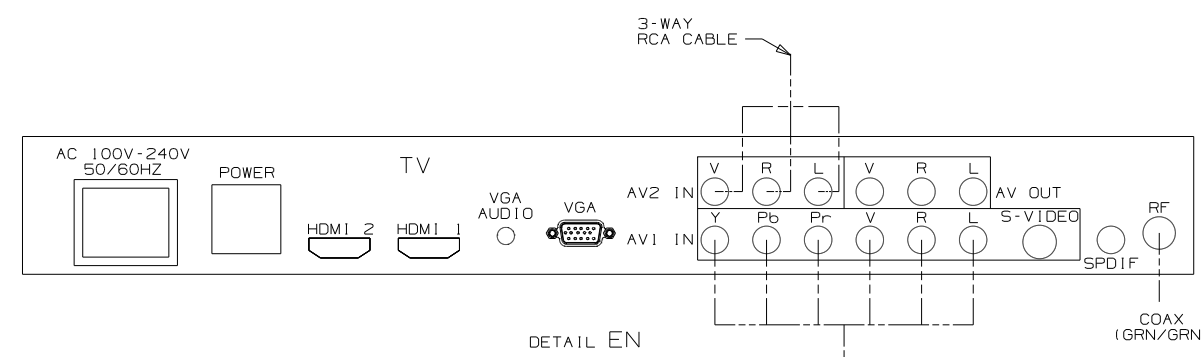 3-WAY
RCA CABLE
AC 100V-240V
50/60HZ
POWER
TV
HDMI 2
HDMI 1
VGA
AUDIO
VGA
V R L V R L
AV2 IN
AV OUT
Y Pb Pr V R L S-VIDEO
AV1 IN
SPDIF
RF
COAX
(GRN/GRN
DETAIL EN